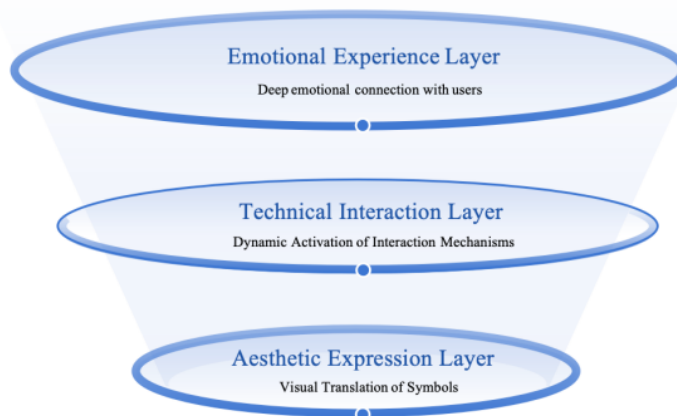 Emotional Experience Layer
Deep emotional connection with users
Technical Interaction Layer
Dynamic Activation of Interaction Mechanisms
Aesthetic Expression Layer
Visual Translation of Symbols